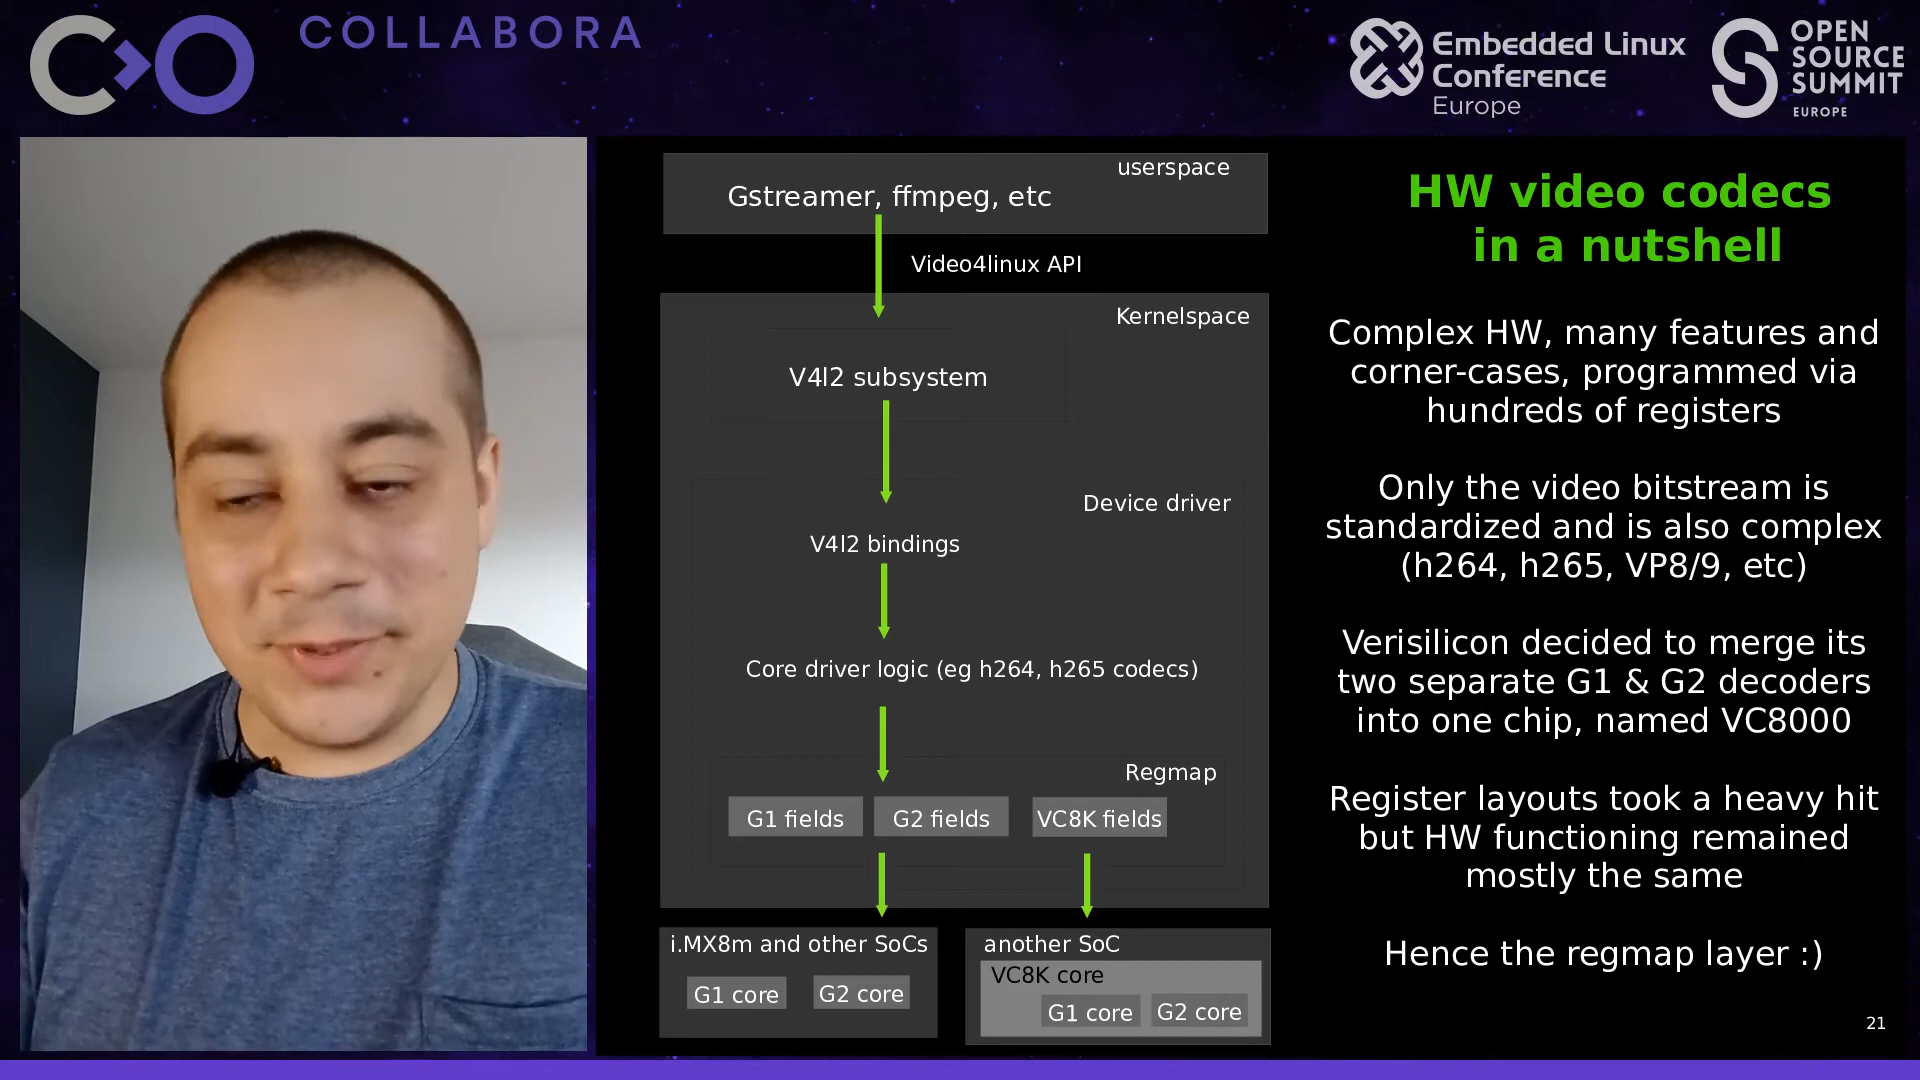 COLLABORA
Embedded Linux
Conference
Europe
OPEN
SOURCE
SUMMIT
EUROPE
userspace
Gstreamer, ffmpeg, etc
Video4linux API
Kernelspace
V4l2 subsystem
Device driver
V4l2 bindings
Core driver logic (eg h264, h265 codecs)
Regmap
G1 fields
G2 fields
VC8K fields
i.MX8m and other SoCs
G1 core
G2 core
another SoC
VC8K core
G1 core
G2 core
HW video codecs
in a nutshell
Complex HW, many features and
corner-cases, programmed via
hundreds of registers
Only the video bitstream is
standardized and is also complex
(h264, h265, VP8/9, etc)
Verisilicon decided to merge its
two separate G1 & G2 decoders
into one chip, named VC8000
Register layouts took a heavy hit
but HW functioning remained
mostly the same
Hence the regmap layer :)
21